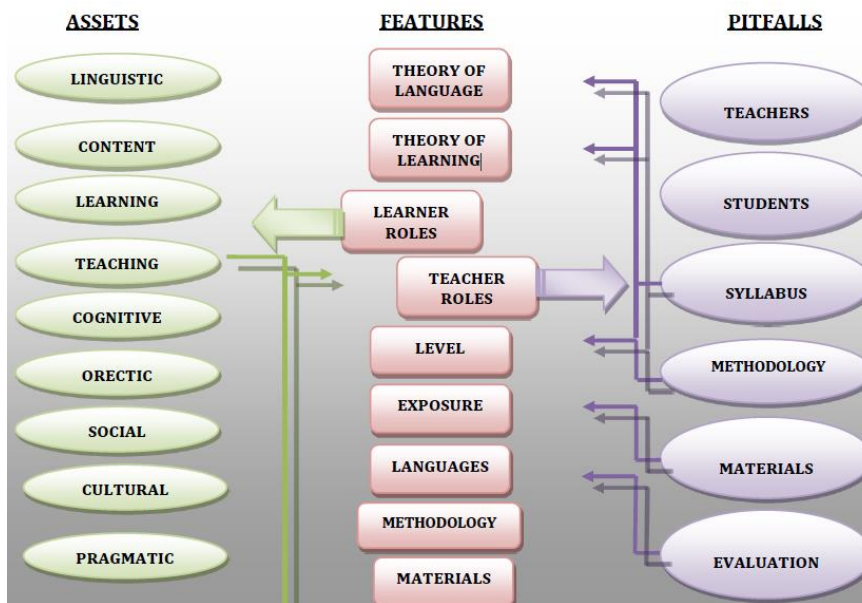 ASSETS
LINGUISTIC
CONTENT
LEARNING
TEACHING
COGNITIVE
ORECTIC
SOCIAL
CULTURAL
PRAGMATIC
FEATURES
THEORY OF
LANGUAGE
THEORY OF
LEARNING
LEARNER
ROLES
TEACHER
ROLES
LEVEL
EXPOSURE
LANGUAGES
METHODOLOGY
MATERIALS
PITFALLS
TEACHERS
STUDENTS
SYLLABUS
METHODOLOGY
MATERIALS
EVALUATION